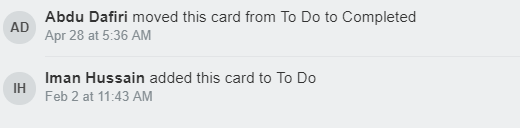 AD
Abdu Dafiri moved this card from To Do to Completed
Apr 28 at 5:36 AM
IH
Iman Hussain added this card to To Do
Feb 2 at 11:43 AM